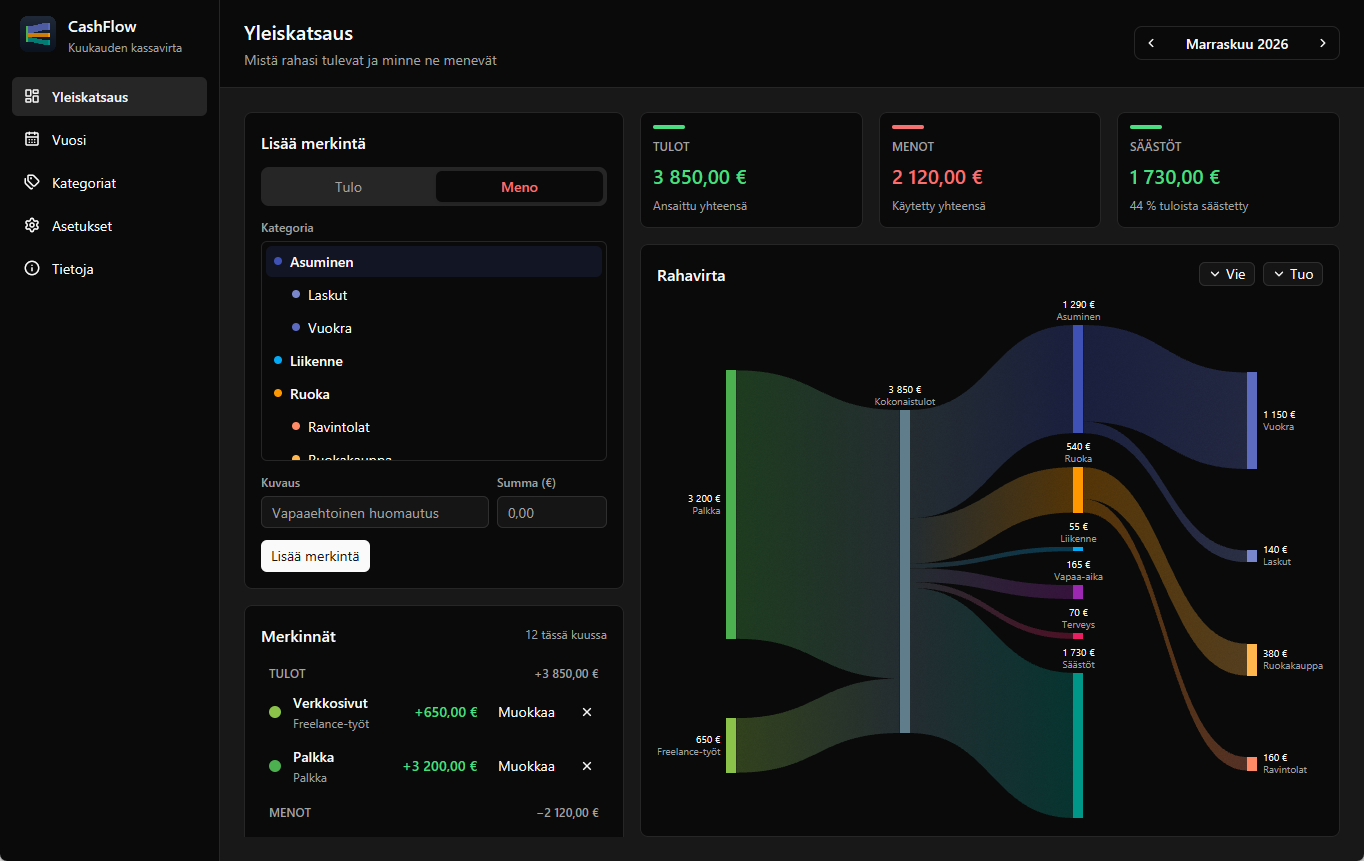 CashFlow
Kuukauden kassavirta
Yleiskatsaus
Vuosi
Kategoriat
Asetukset
Tietoja
Yleiskatsaus
Mistä rahasi tulevat ja minne ne menevät
Marraskuu 2026
Lisää merkintä
Tulo
Meno
Kategoria
Asuminen
Laskut
Vuokra
Liikenne
Ruoka
Ravintolat
Ruokakauppa
Kuvaus
Summa (€)
Vapaaehtoinen huomautus
0,00
Lisää merkintä
Merkinnät
12 tässä kuussa
TULOT
+3 850,00 €
Verkkosivut
Freelance-työt
+650,00 €
Muokkaa
Palkka
Palkka
+3 200,00 €
Muokkaa
MENOT
−2 120,00 €
TULOT
3 850,00 €
Ansaittu yhteensä
MENOT
2 120,00 €
Käytetty yhteensä
SÄÄSTÖT
1 730,00 €
44 % tuloista säästetty
Rahavirta
Vie
Tuo
3 200 €
Palkka
650 €
Freelance-työt
3 850 €
Kokonaistulot
1 290 €
Asuminen
540 €
Ruoka
55 €
Liikenne
165 €
Vapaa-aika
70 €
Terveys
1 730 €
Säästöt
1 150 €
Vuokra
140 €
Laskut
380 €
Ruokakauppa
160 €
Ravintolat